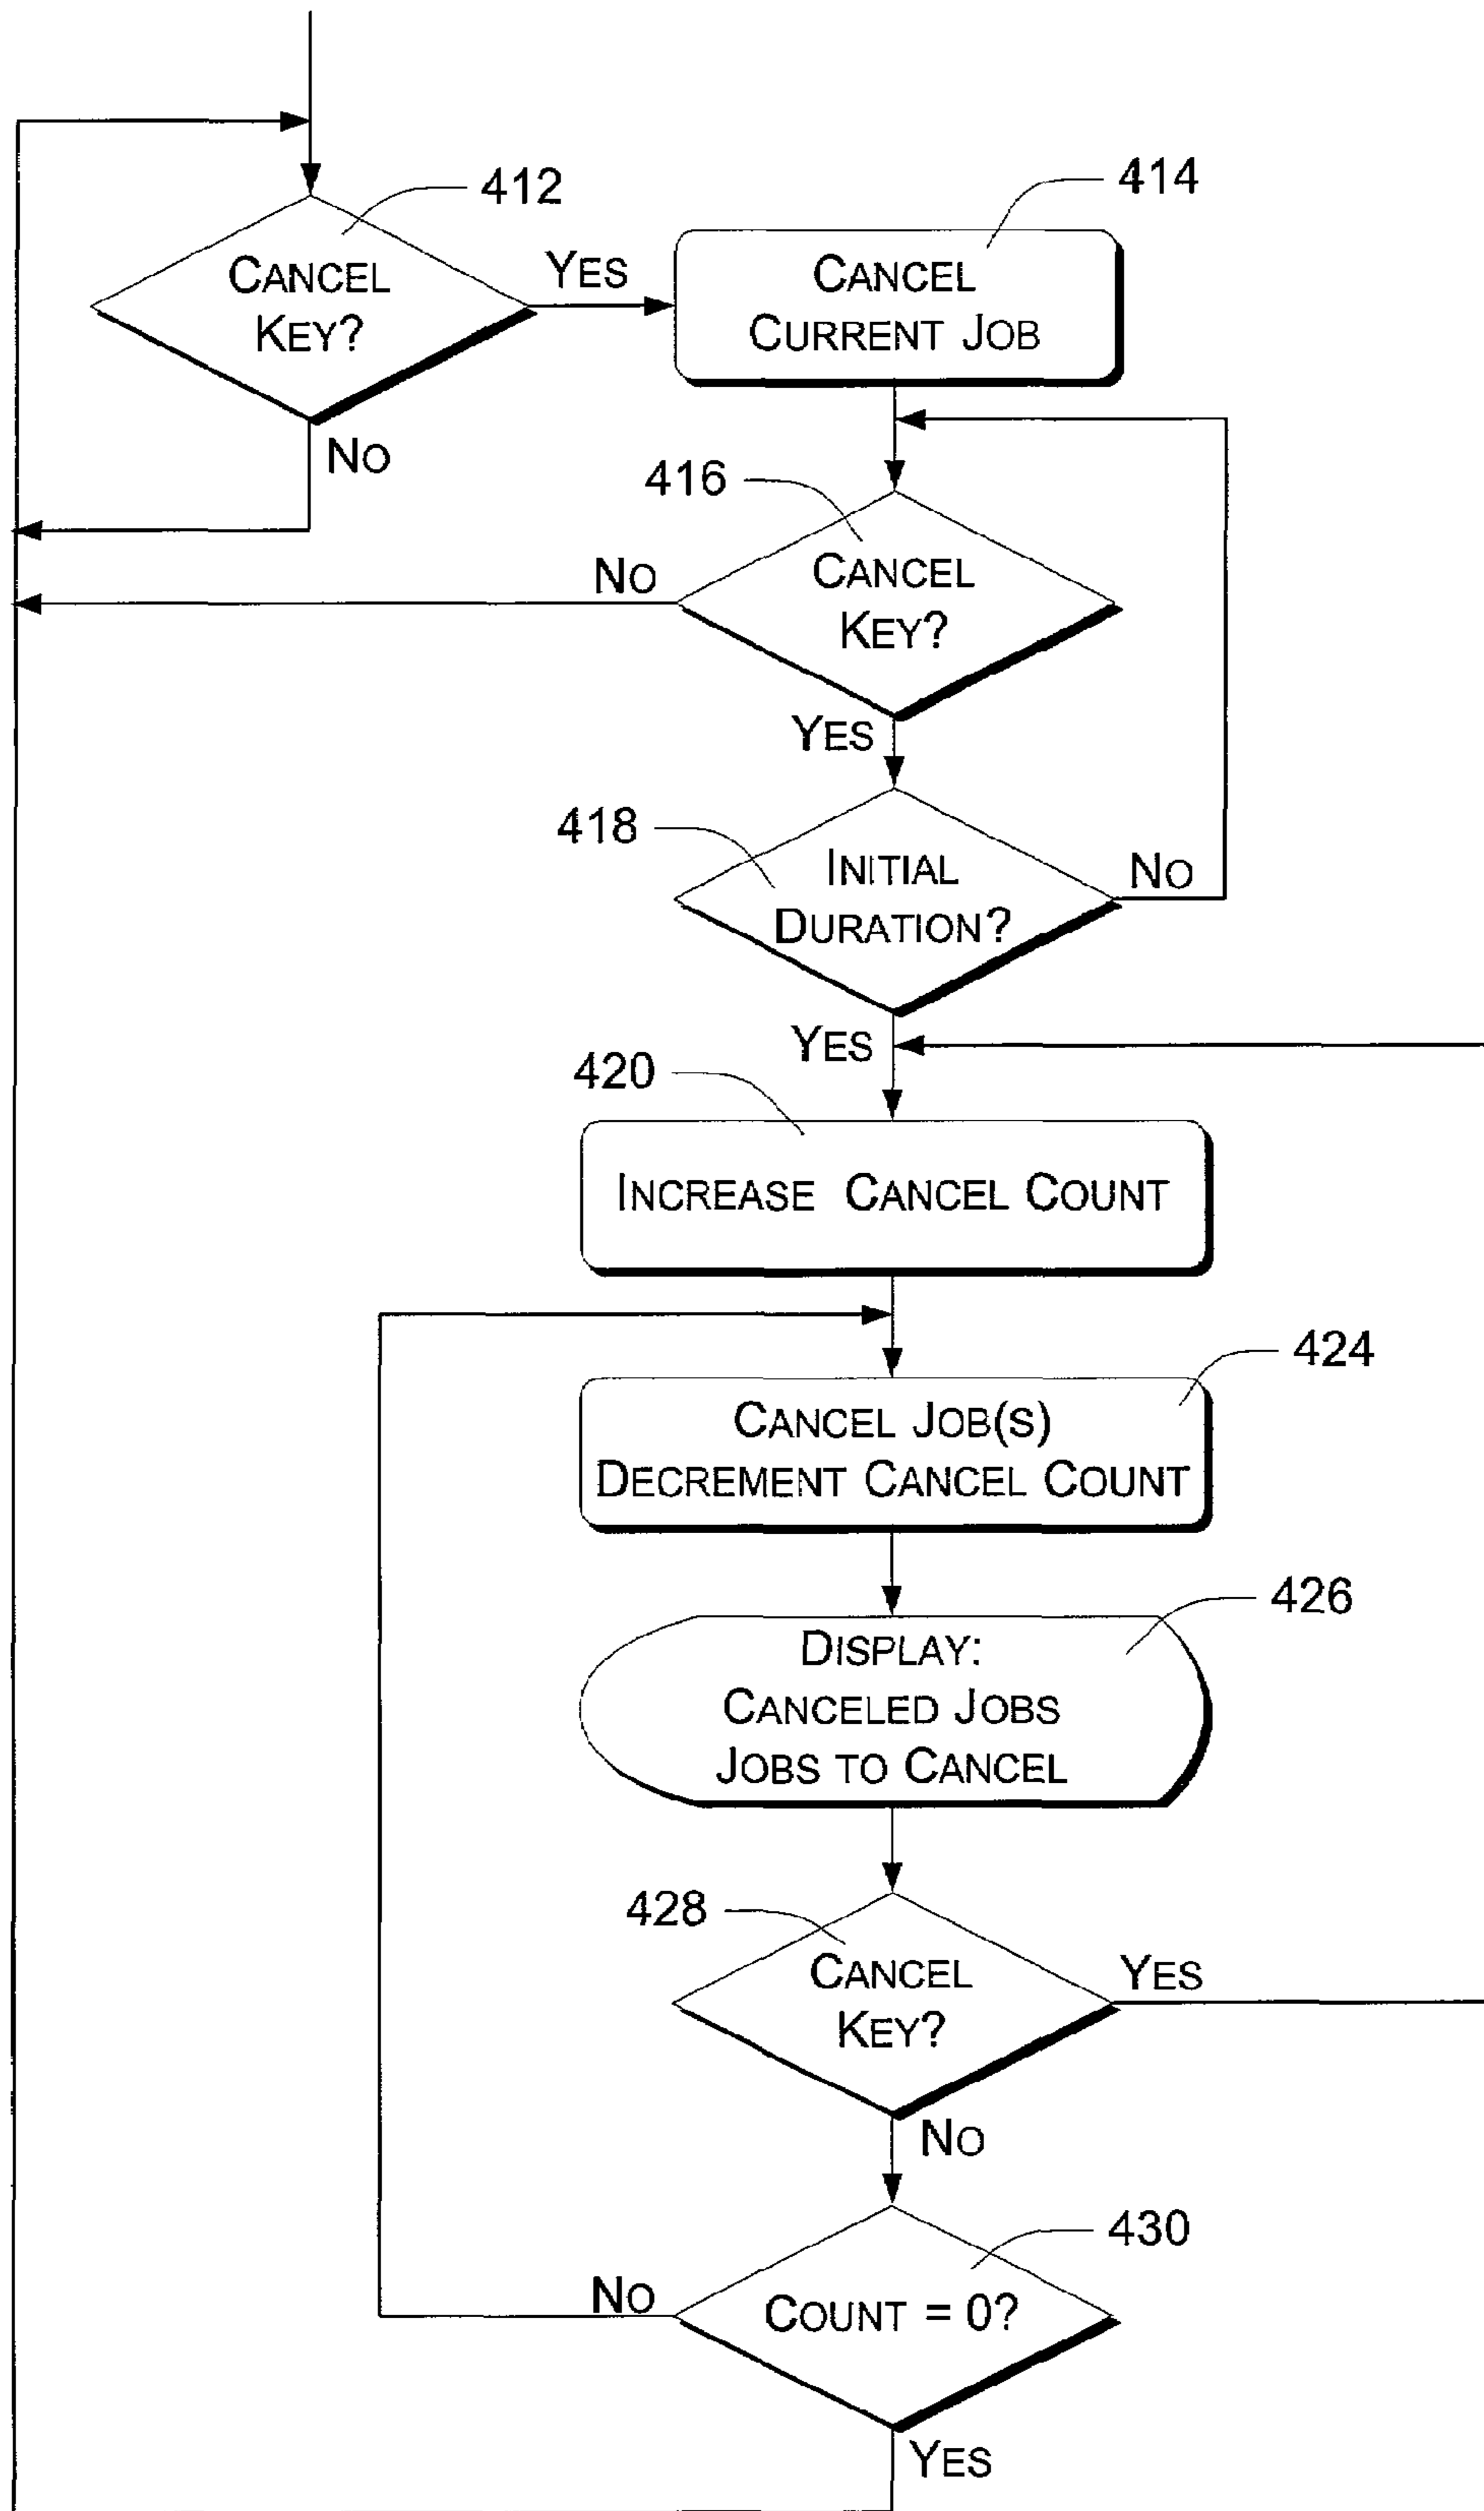 412
414
CANCEL
KEY?
YES
CANCEL
CURRENT JOB
NO
416
NO
CANCEL
KEY?
YES
418
INITIAL
DURATION?
NO
YES
420
INCREASE CANCEL COUNT
424
CANCEL JOB(S)
DECREMENT CANCEL COUNT
426
DISPLAY:
CANCELED JOBS
JOBS TO CANCEL
428
CANCEL
KEY?
YES
NO
430
NO
COUNT = 0?
YES